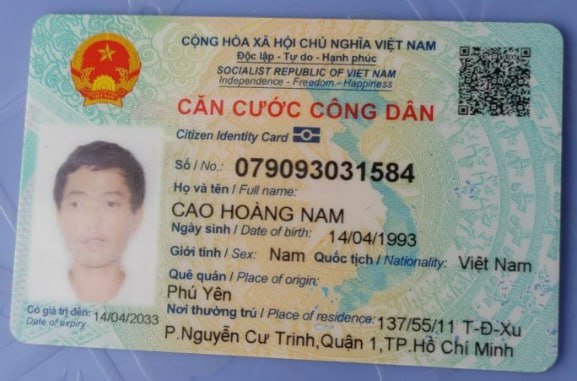 CỘNG HÒA XÃ HỘI CHỦ NGHĨA VIỆT NAM
Độc lập - Tự do - Hạnh phúc
SOCIALIST REPUBLIC OF VIET NAM
Independence - Freedom - Happiness
CĂN CƯỚC CÔNG DÂN
Citizen Identity Card
Số / No.: 079093031584
Họ và tên / Full name:
CAO HOÀNG NAM
Ngày sinh / Date of birth: 14/04/1993
Giới tính / Sex: Nam Quốc tịch / Nationality: Việt Nam
Quê quán / Place of origin:
Phú Yên
Nơi thường trú / Place of residence: 137/55/11 T-Đ-Xu
P.Nguyễn Cư Trinh,Quận 1,TP.Hồ Chí Minh
Có giá trị đến: 14/04/2033
Date of expiry